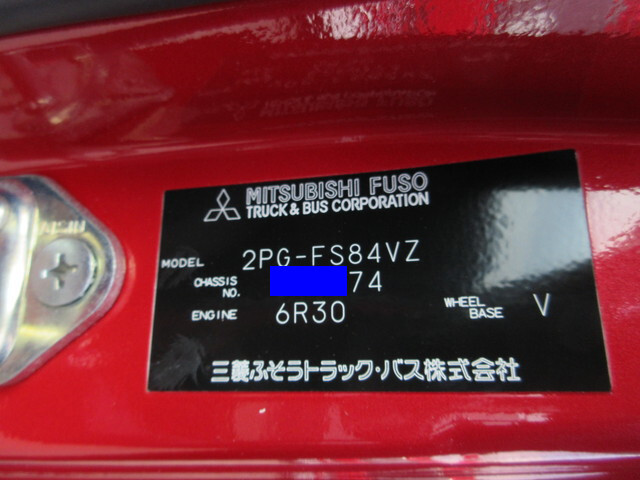 AISIN
MITSUBISHI FUSO
TRUCK & BUS CORPORATION
MODEL 2PG-FS84VZ
CHASSIS NO. 74
ENGINE 6R30 WHEEL BASE V
三菱ふそうトラック・バス株式会社